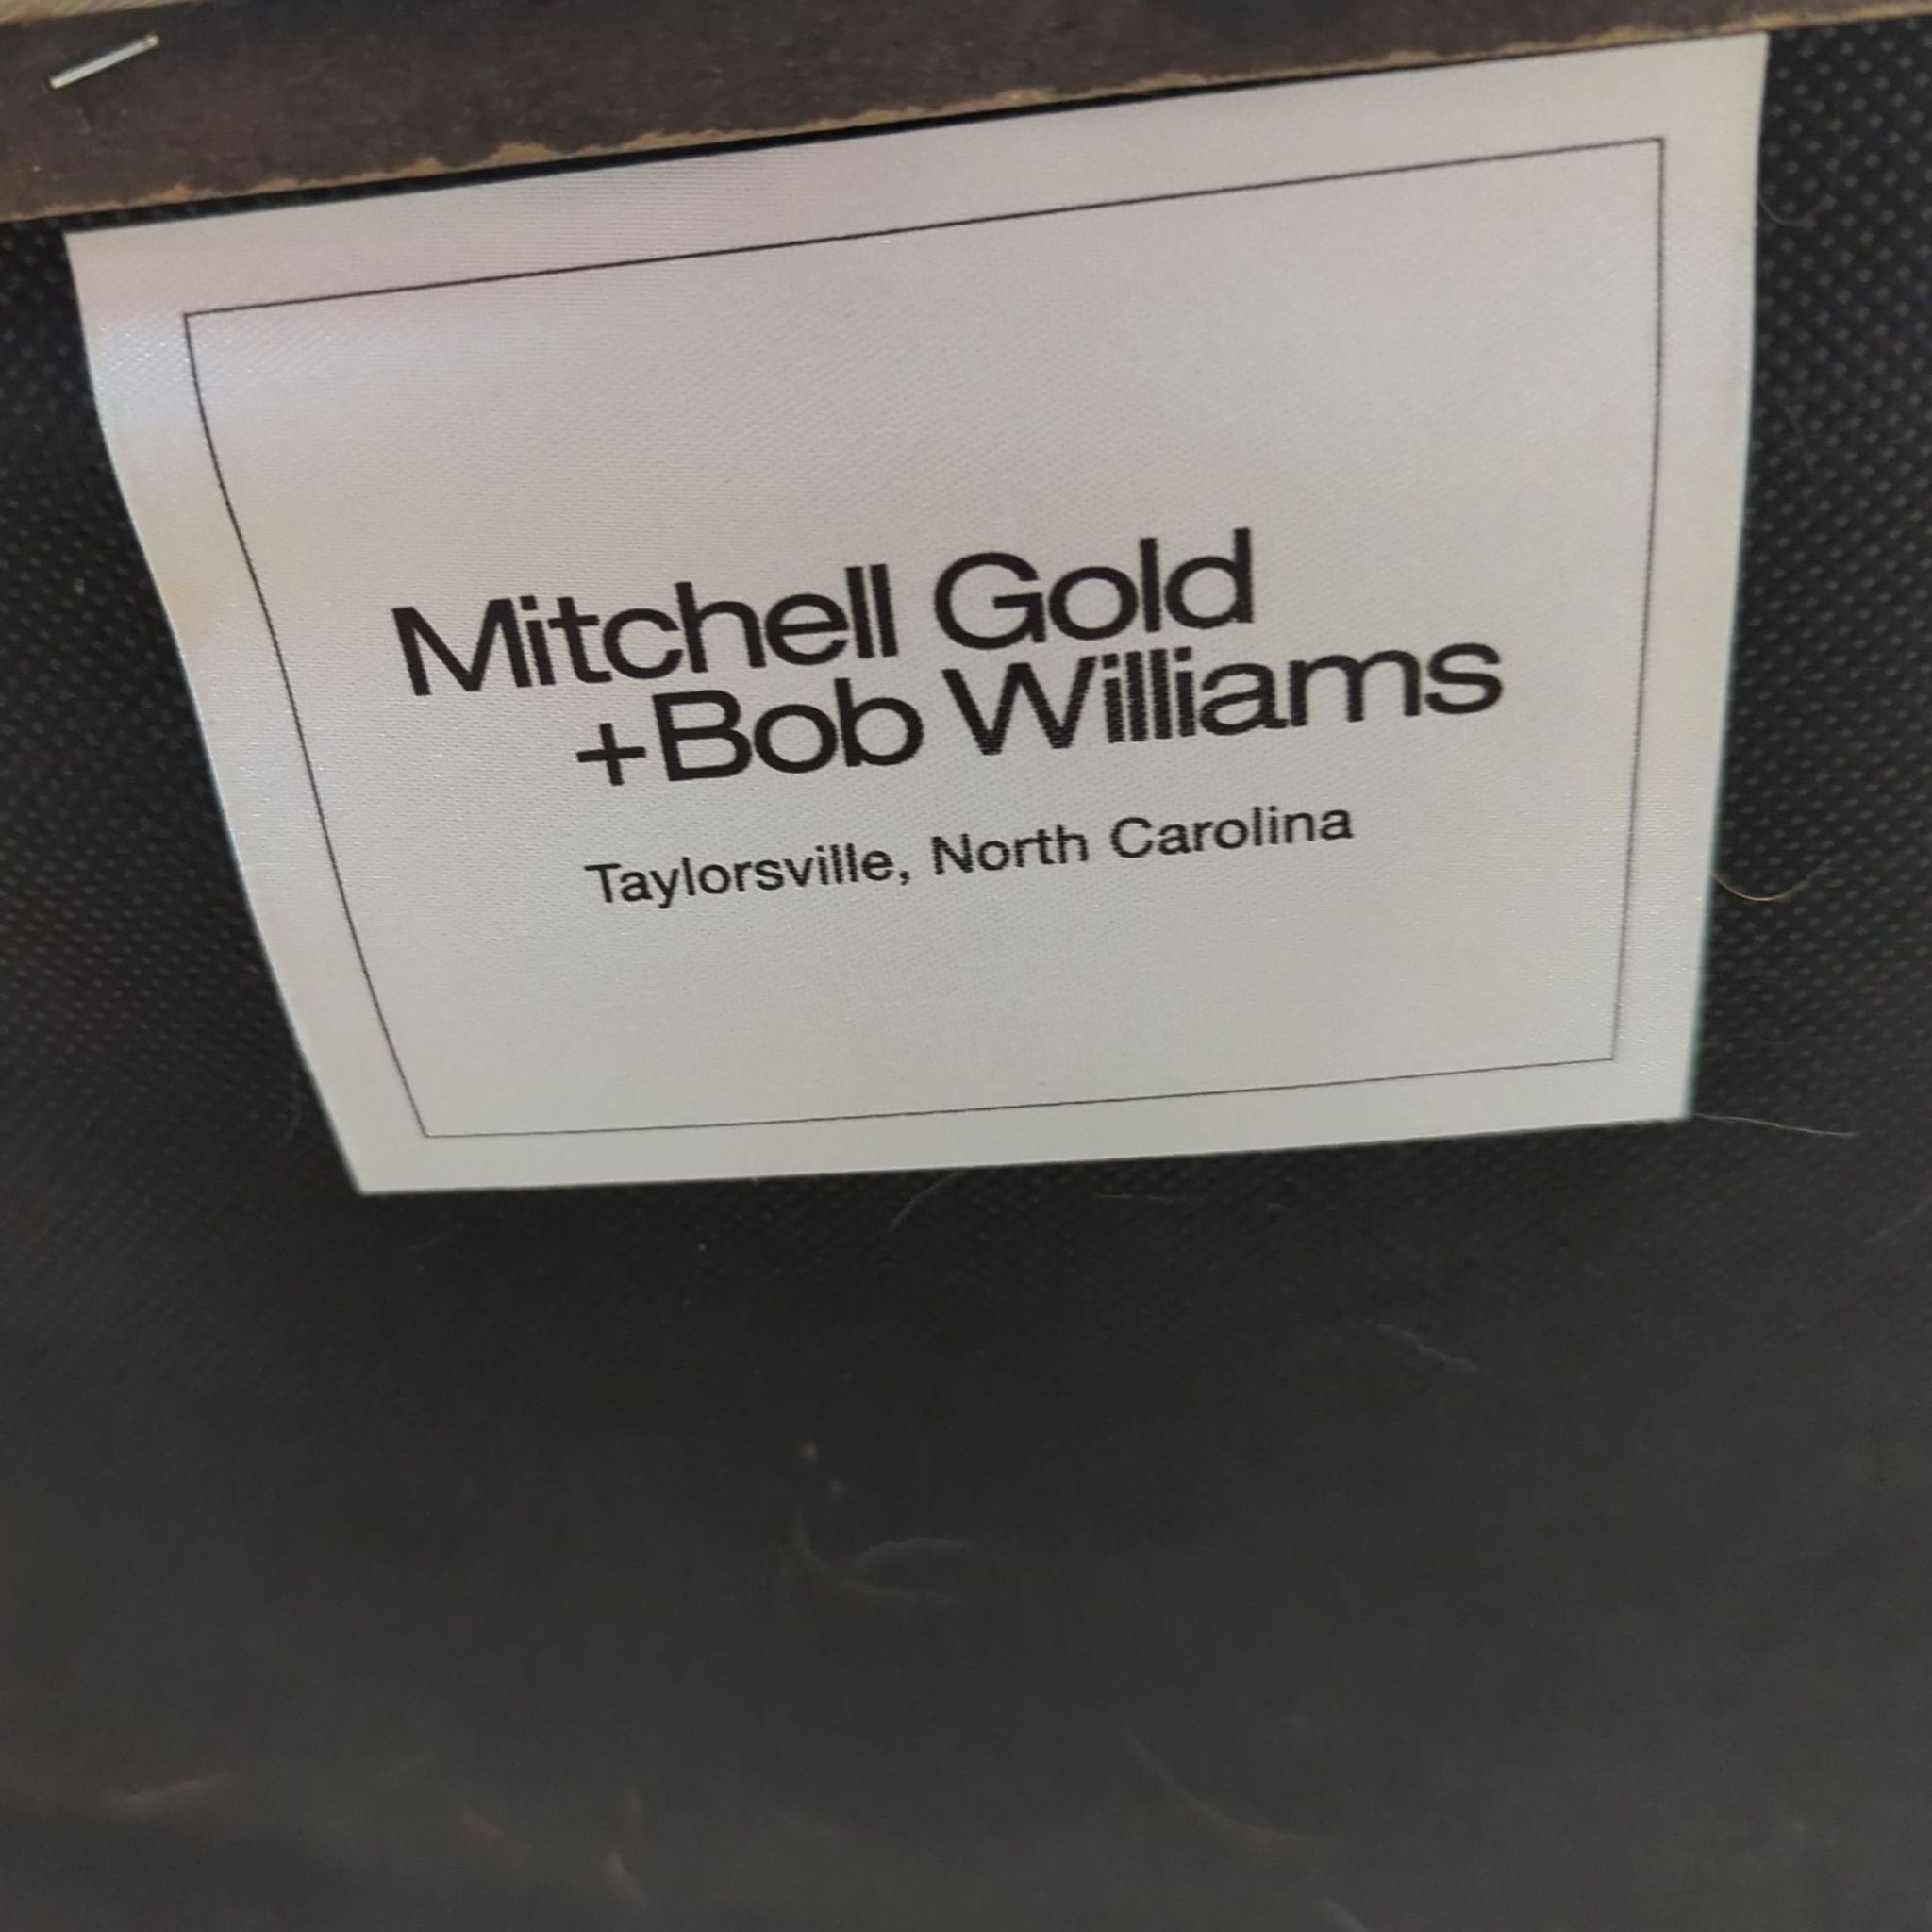 Mitchell Gold
+Bob Williams
Taylorsville, North Carolina